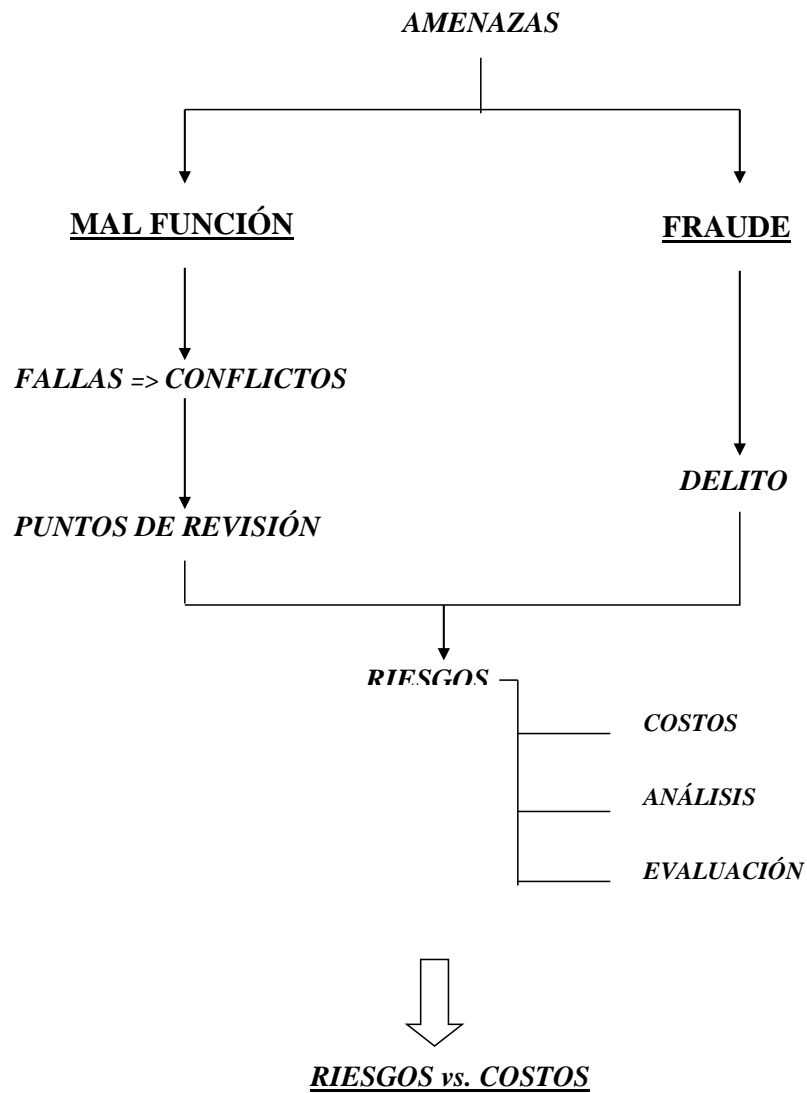 AMENAZAS
MAL FUNCIÓN
FRAUDE
FALLAS => CONFLICTOS
DELITO
PUNTOS DE REVISIÓN
RIESGOS
COSTOS
ANÁLISIS
EVALUACIÓN
RIESGOS vs. COSTOS